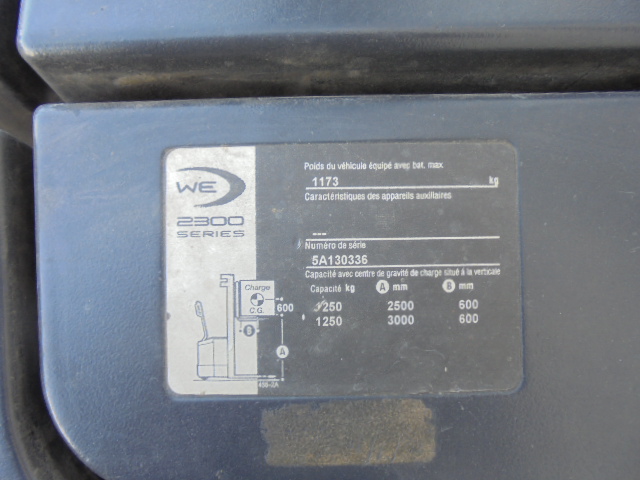 WE
2300
SERIES
Poids du véhicule équipé avec bat. max.
1173 kg
Caractéristiques des appareils auxiliaires
---
Numéro de série
5A130336
Capacité avec centre de gravité de charge situé à la verticale
Capacité kg A mm B mm
1250 2500 600
1250 3000 600
Charge
C.G.
600
B
A